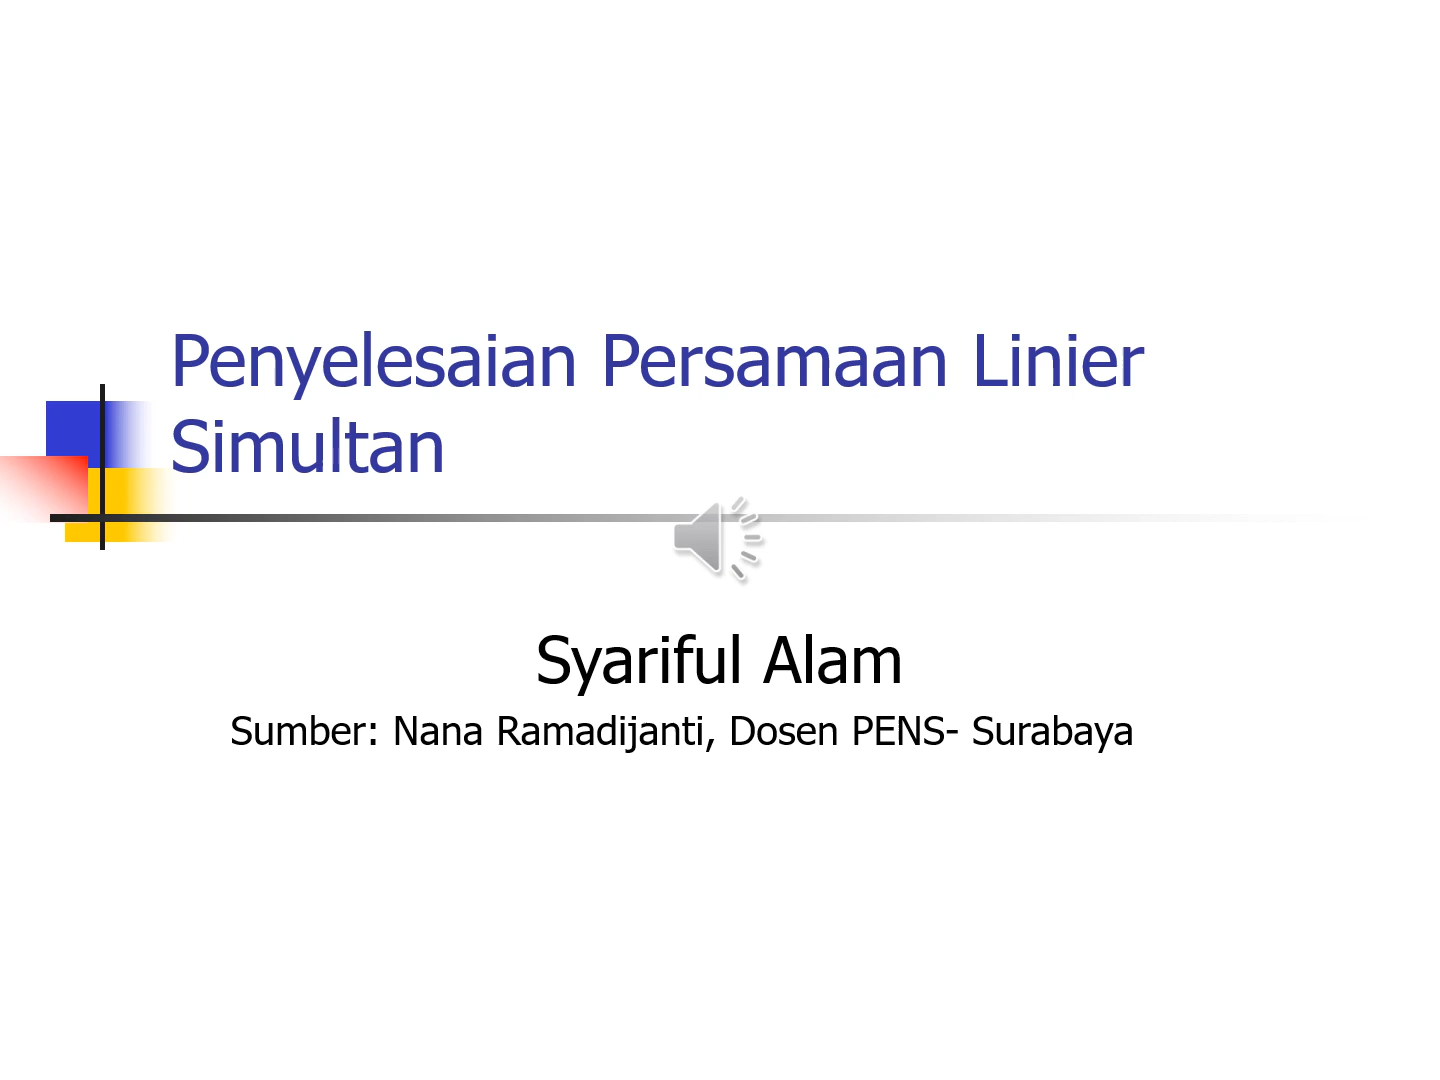 Penyelesaian Persamaan Linier
Simultan
Syariful Alam
Sumber: Nana Ramadijanti, Dosen PENS- Surabaya